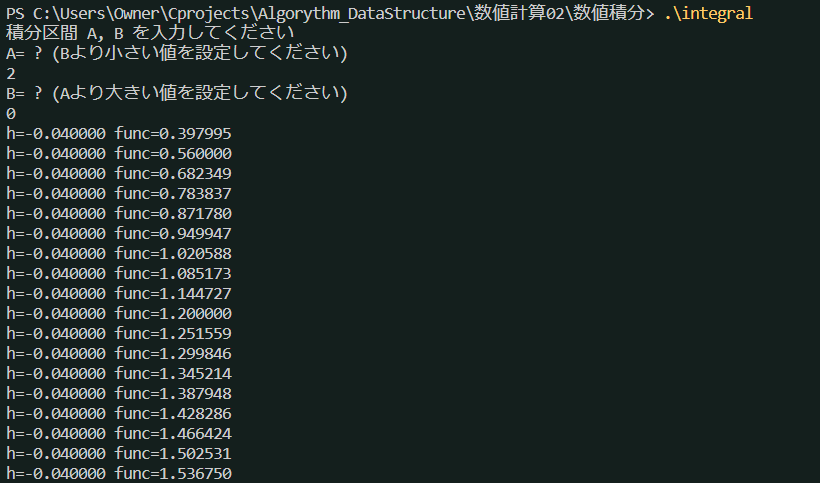 PS C:\Users\Owner\Cprojects\Algorythm_DataStructure\数値計算02\数値積分> .\integral
積分区間 A, B を入力してください
A= ? (Bより小さい値を設定してください)
2
B= ? (Aより大きい値を設定してください)
0
h=-0.040000 func=0.397995
h=-0.040000 func=0.560000
h=-0.040000 func=0.682349
h=-0.040000 func=0.783837
h=-0.040000 func=0.871780
h=-0.040000 func=0.949947
h=-0.040000 func=1.020588
h=-0.040000 func=1.085173
h=-0.040000 func=1.144727
h=-0.040000 func=1.200000
h=-0.040000 func=1.251559
h=-0.040000 func=1.299846
h=-0.040000 func=1.345214
h=-0.040000 func=1.387948
h=-0.040000 func=1.428286
h=-0.040000 func=1.466424
h=-0.040000 func=1.502531
h=-0.040000 func=1.536750